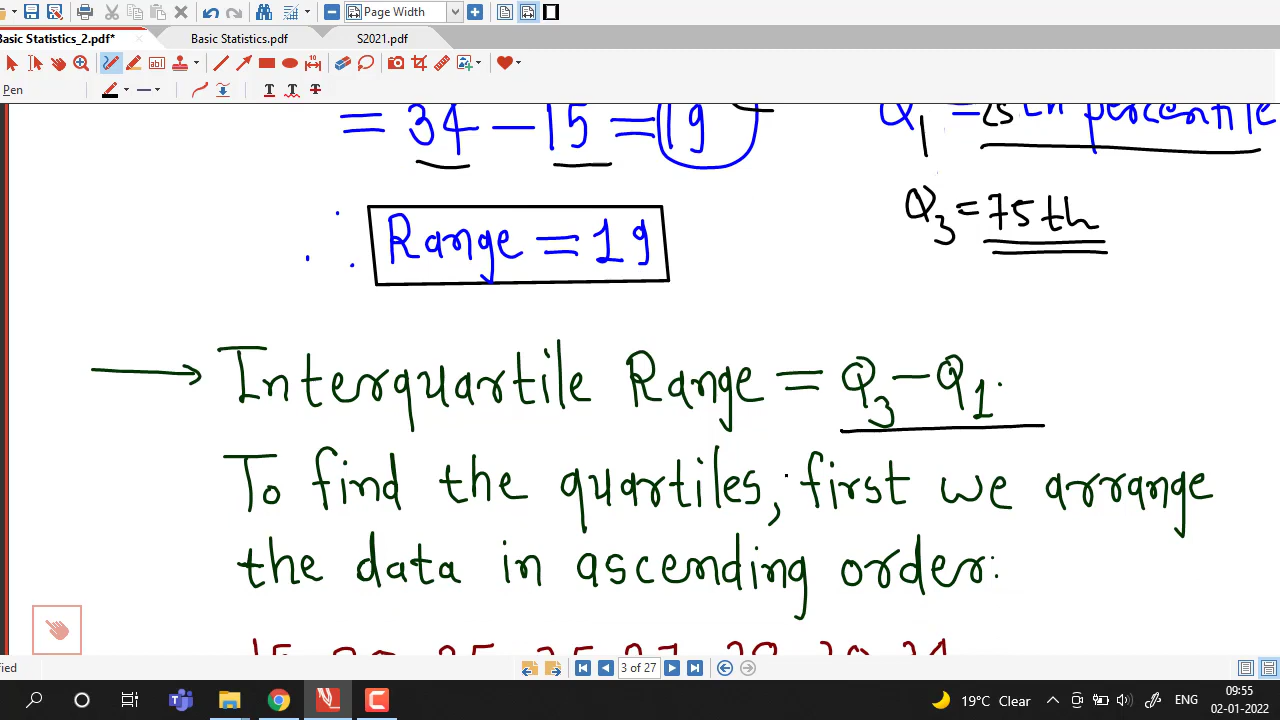 Page Width
Basic Statistics_2.pdf*
Basic Statistics.pdf
S2021.pdf
10
Pen
= 34 - 15 = 19
Q1 = 25th percentile
Q3 = 75th
∴ Range = 19
→ Interquartile Range = Q3 - Q1.
To find the quartiles, first we arrange
the data in ascending order:
3 of 27
19°C Clear
ENG
09:55
02-01-2022